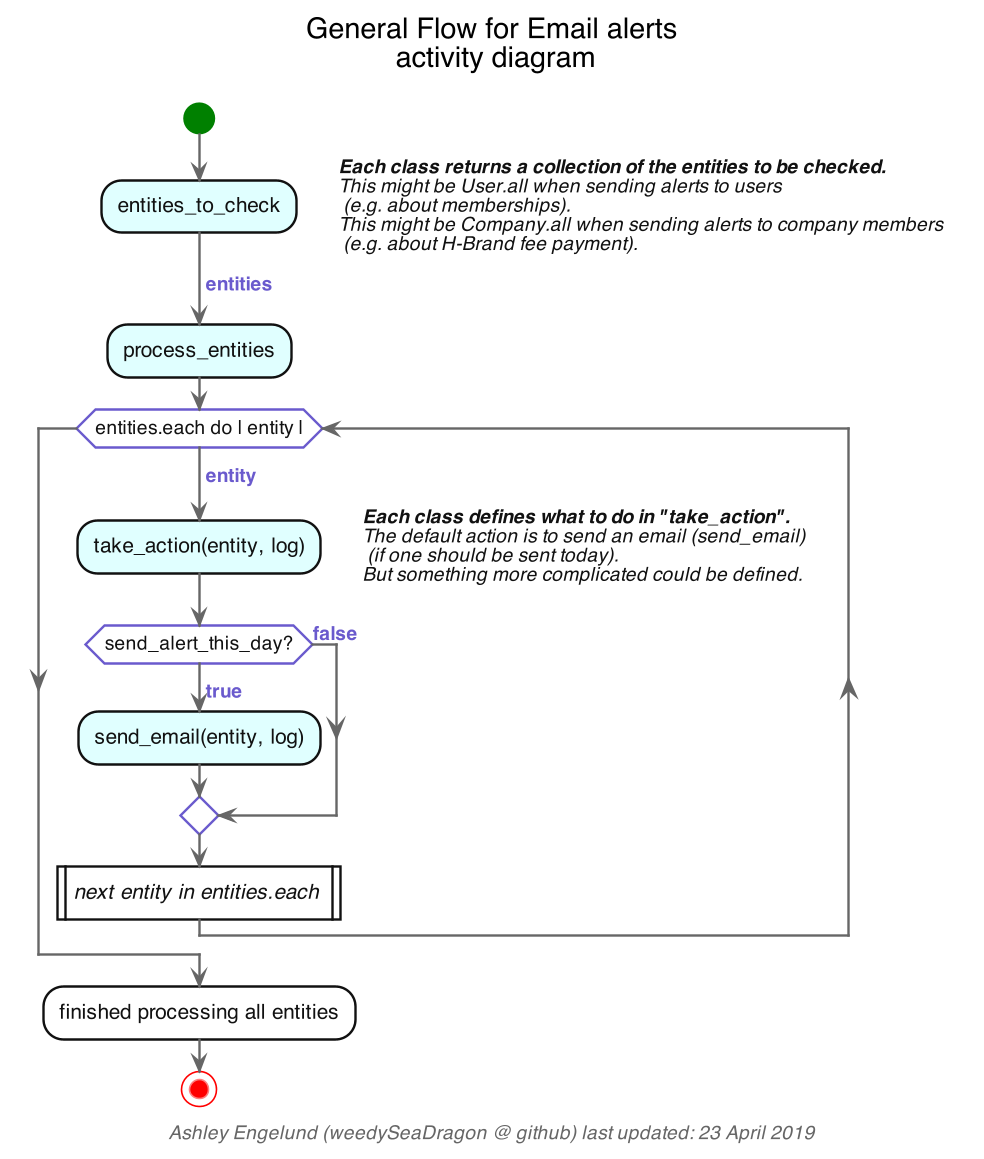 General Flow for Email alerts
activity diagram
Each class returns a collection of the entities to be checked.
This might be User.all when sending alerts to users
(e.g. about memberships).
This might be Company.all when sending alerts to company members
(e.g. about H-Brand fee payment).
entities_to_check
entities
process_entities
entities.each do | entity |
entity
Each class defines what to do in "take_action".
The default action is to send an email (send_email)
(if one should be sent today).
But something more complicated could be defined.
take_action(entity, log)
send_alert_this_day?
false
true
send_email(entity, log)
next entity in entities.each
finished processing all entities
Ashley Engelund (weedySeaDragon @ github) last updated: 23 April 2019